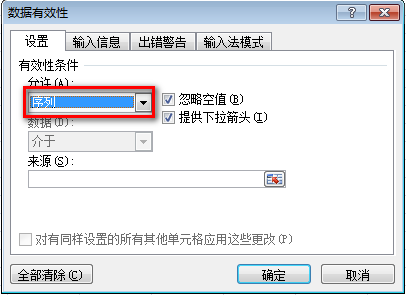 数据有效性
设置 输入信息 出错警告 输入法模式
有效性条件
允许(A):
序列
忽略空值(B)
数据(D):
提供下拉箭头(I)
介于
来源(S):
对有同样设置的所有其他单元格应用这些更改(P)
全部清除(C) 确定 取消